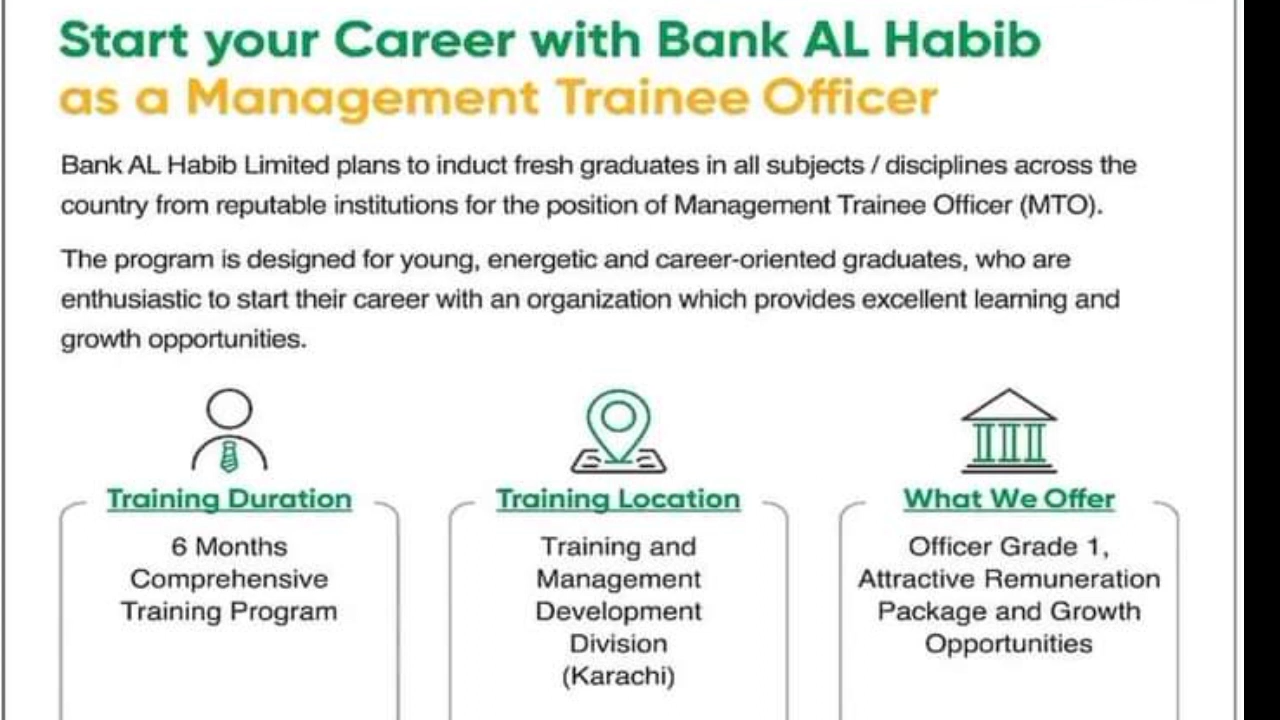 Start your Career with Bank AL Habib
as a Management Trainee Officer
Bank AL Habib Limited plans to induct fresh graduates in all subjects / disciplines across the
country from reputable institutions for the position of Management Trainee Officer (MTO).
The program is designed for young, energetic and career-oriented graduates, who are
enthusiastic to start their career with an organization which provides excellent learning and
growth opportunities.
Training Duration
6 Months
Comprehensive
Training Program
Training Location
Training and
Management
Development
Division
(Karachi)
What We Offer
Officer Grade 1,
Attractive Remuneration
Package and Growth
Opportunities